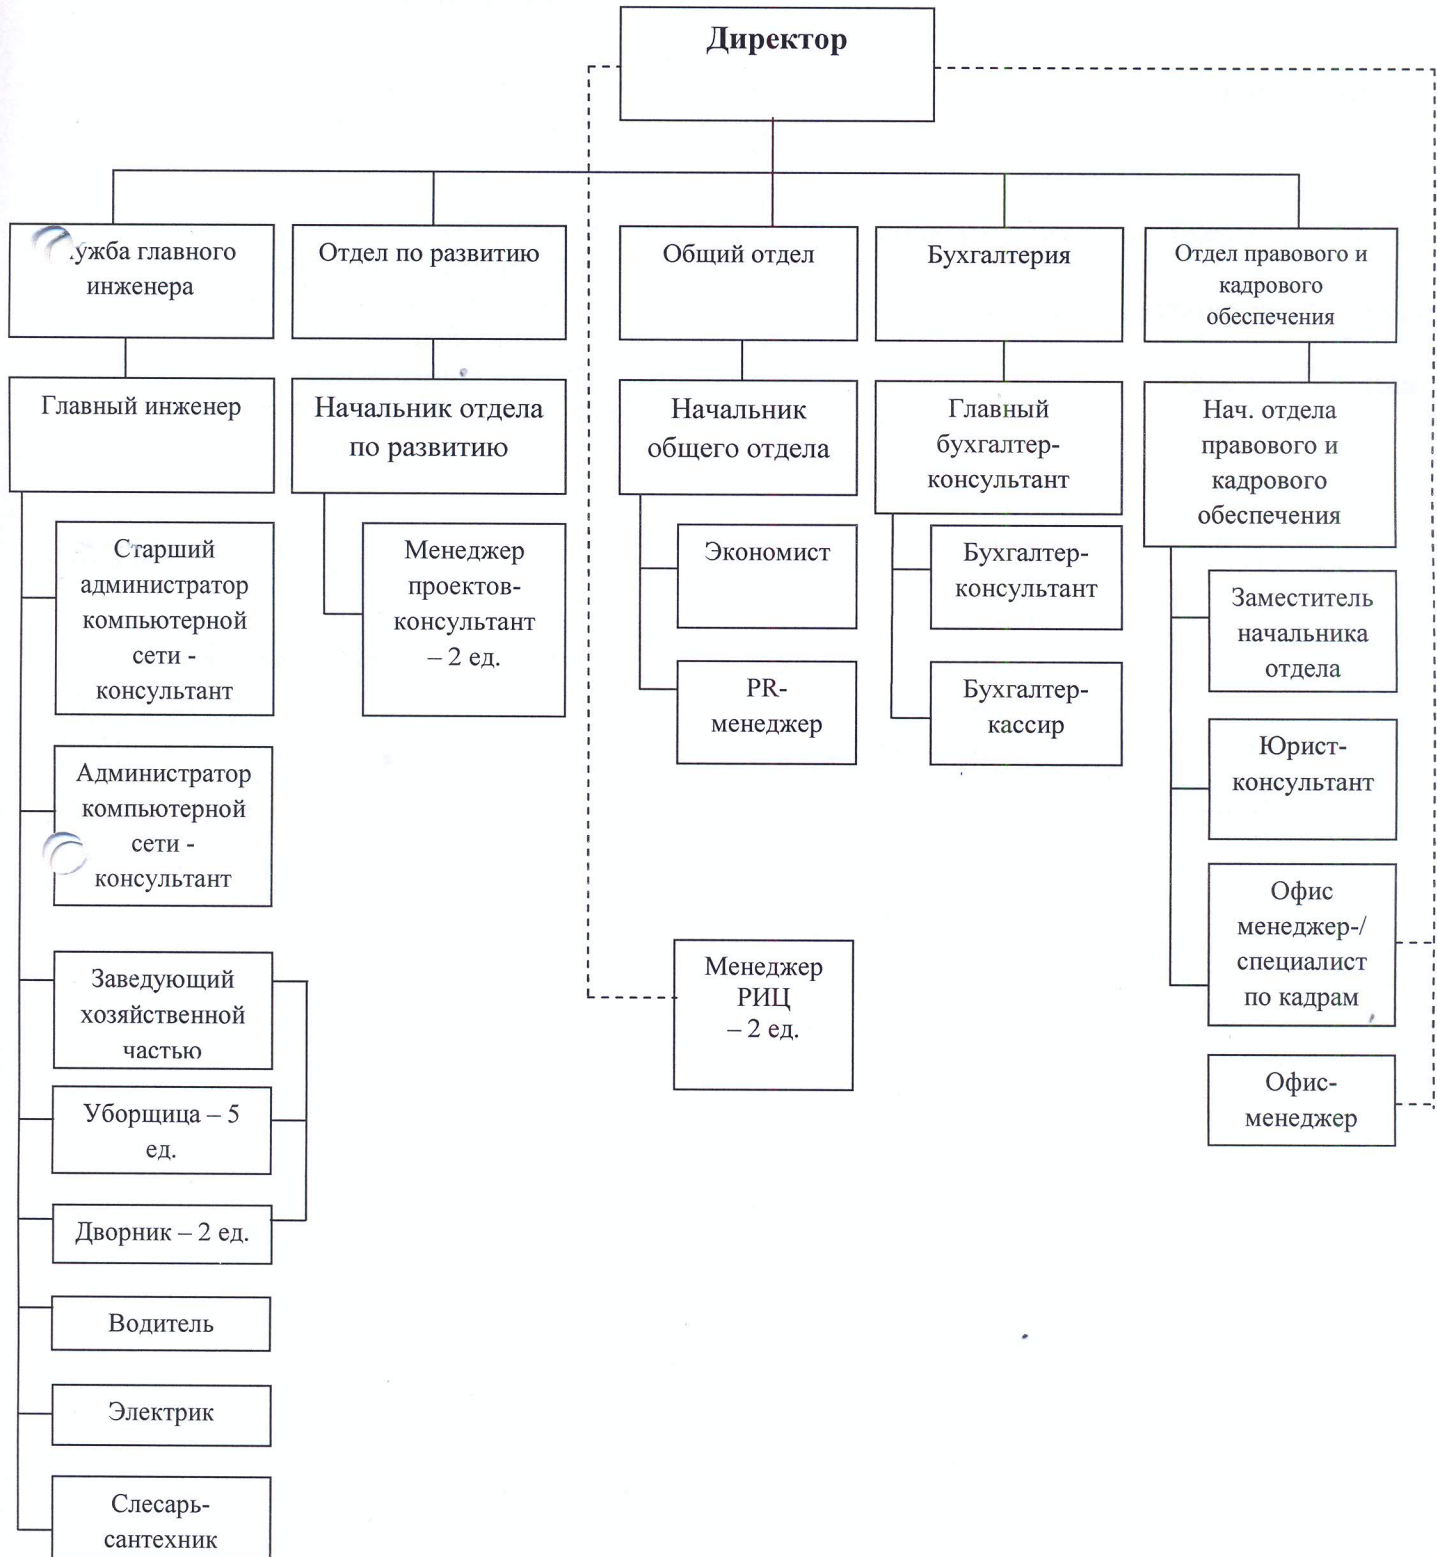 Директор
ужба главного
инженера
Отдел по развитию
Общий отдел
Бухгалтерия
Отдел правового и
кадрового
обеспечения
Главный инженер
Начальник отдела
по развитию
Начальник
общего отдела
Главный
бухгалтер-
консультант
Нач. отдела
правового и
кадрового
обеспечения
Старший
администратор
компьютерной
сети -
консультант
Администратор
компьютерной
сети -
консультант
Заведующий
хозяйственной
частью
Уборщица – 5
ед.
Дворник – 2 ед.
Водитель
Электрик
Слесарь-
сантехник
Менеджер
проектов-
консультант
– 2 ед.
Экономист
PR-
менеджер
Менеджер
РИЦ
– 2 ед.
Бухгалтер-
консультант
Бухгалтер-
кассир
Заместитель
начальника
отдела
Юрист-
консультант
Офис
менеджер-/
специалист
по кадрам
Офис-
менеджер